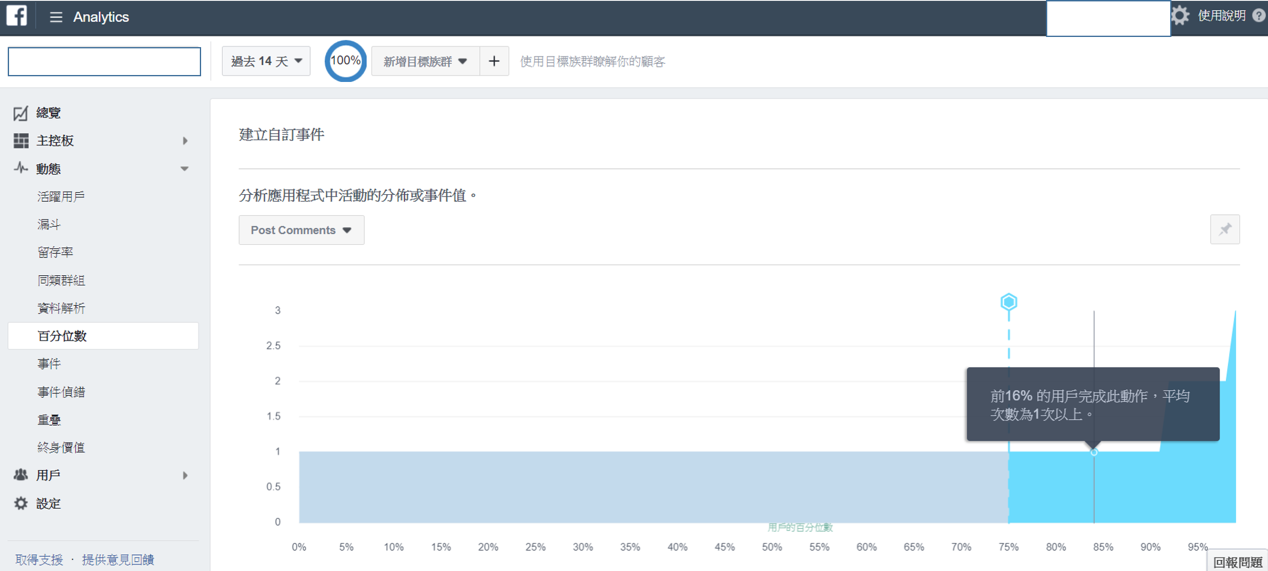 f
Analytics
使用說明 ?
過去 14 天
100%
新增目標族群
+
使用目標族群瞭解你的顧客
總覽
主控板
動態
活躍用戶
漏斗
留存率
同類群組
資料解析
百分位數
事件
事件偵錯
重疊
終身價值
用戶
設定
取得支援 · 提供意見回饋
建立自訂事件
分析應用程式中活動的分佈或事件值。
Post Comments
3
2.5
2
1.5
1
0.5
0
前16% 的用戶完成此動作，平均
次數為1次以上。
用戶的百分位數
0% 5% 10% 15% 20% 25% 30% 35% 40% 45% 50% 55% 60% 65% 70% 75% 80% 85% 90% 95%
回報問題